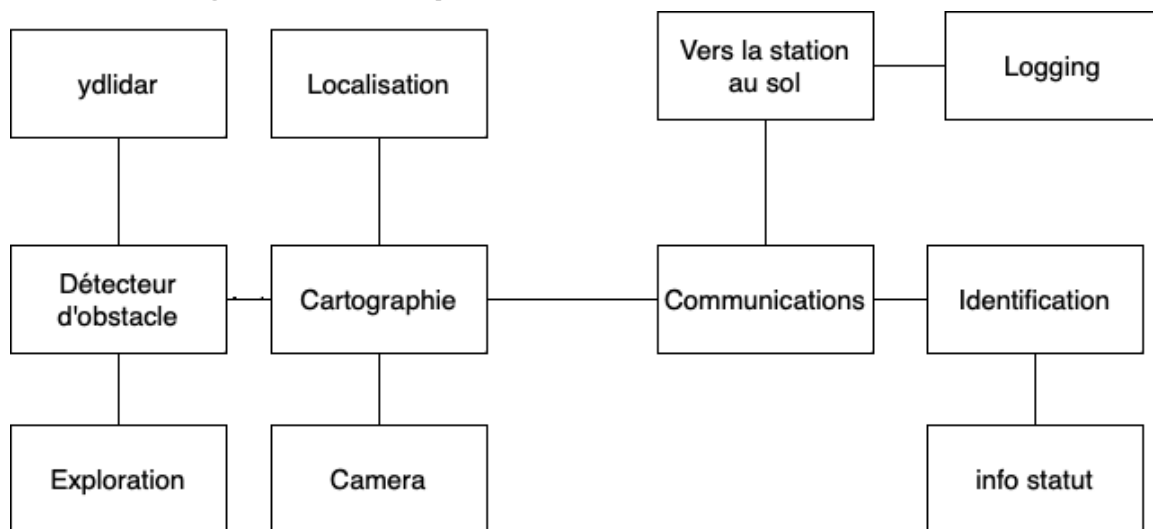 ydlidar
Localisation
Vers la station
au sol
Logging
Détecteur
d'obstacle
Cartographie
Communications
Identification
Exploration
Camera
info statut